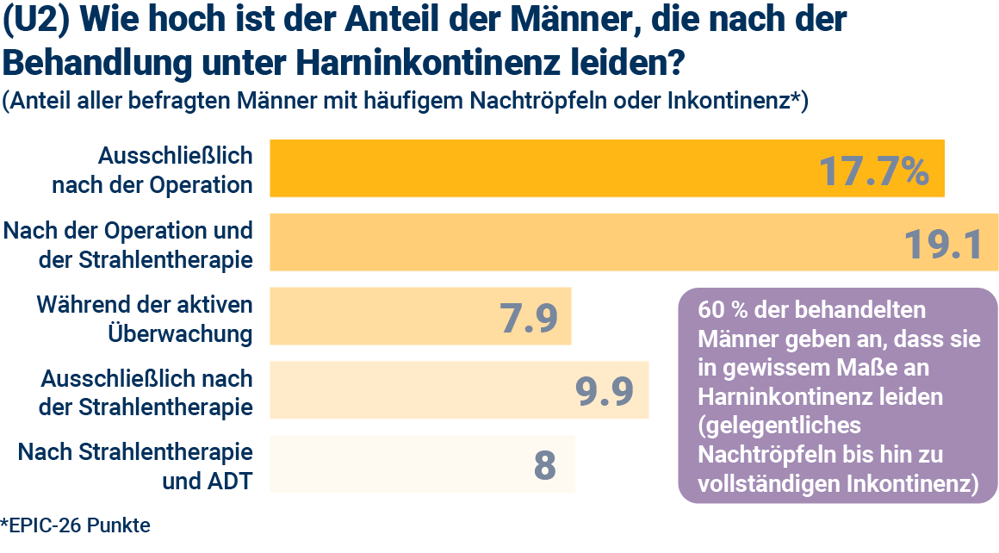 (U2) Wie hoch ist der Anteil der Männer, die nach der
Behandlung unter Harninkontinenz leiden?
(Anteil aller befragten Männer mit häufigem Nachtröpfeln oder Inkontinenz*)
Ausschließlich
nach der Operation
17.7%
Nach der Operation und
der Strahlentherapie
19.1
Während der aktiven
Überwachung
7.9
Ausschließlich nach
der Strahlentherapie
9.9
Nach Strahlentherapie
und ADT
8
60 % der behandelten
Männer geben an, dass sie
in gewissem Maße an
Harninkontinenz leiden
(gelegentliches
Nachtröpfeln bis hin zu
vollständigen Inkontinenz)
*EPIC-26 Punkte